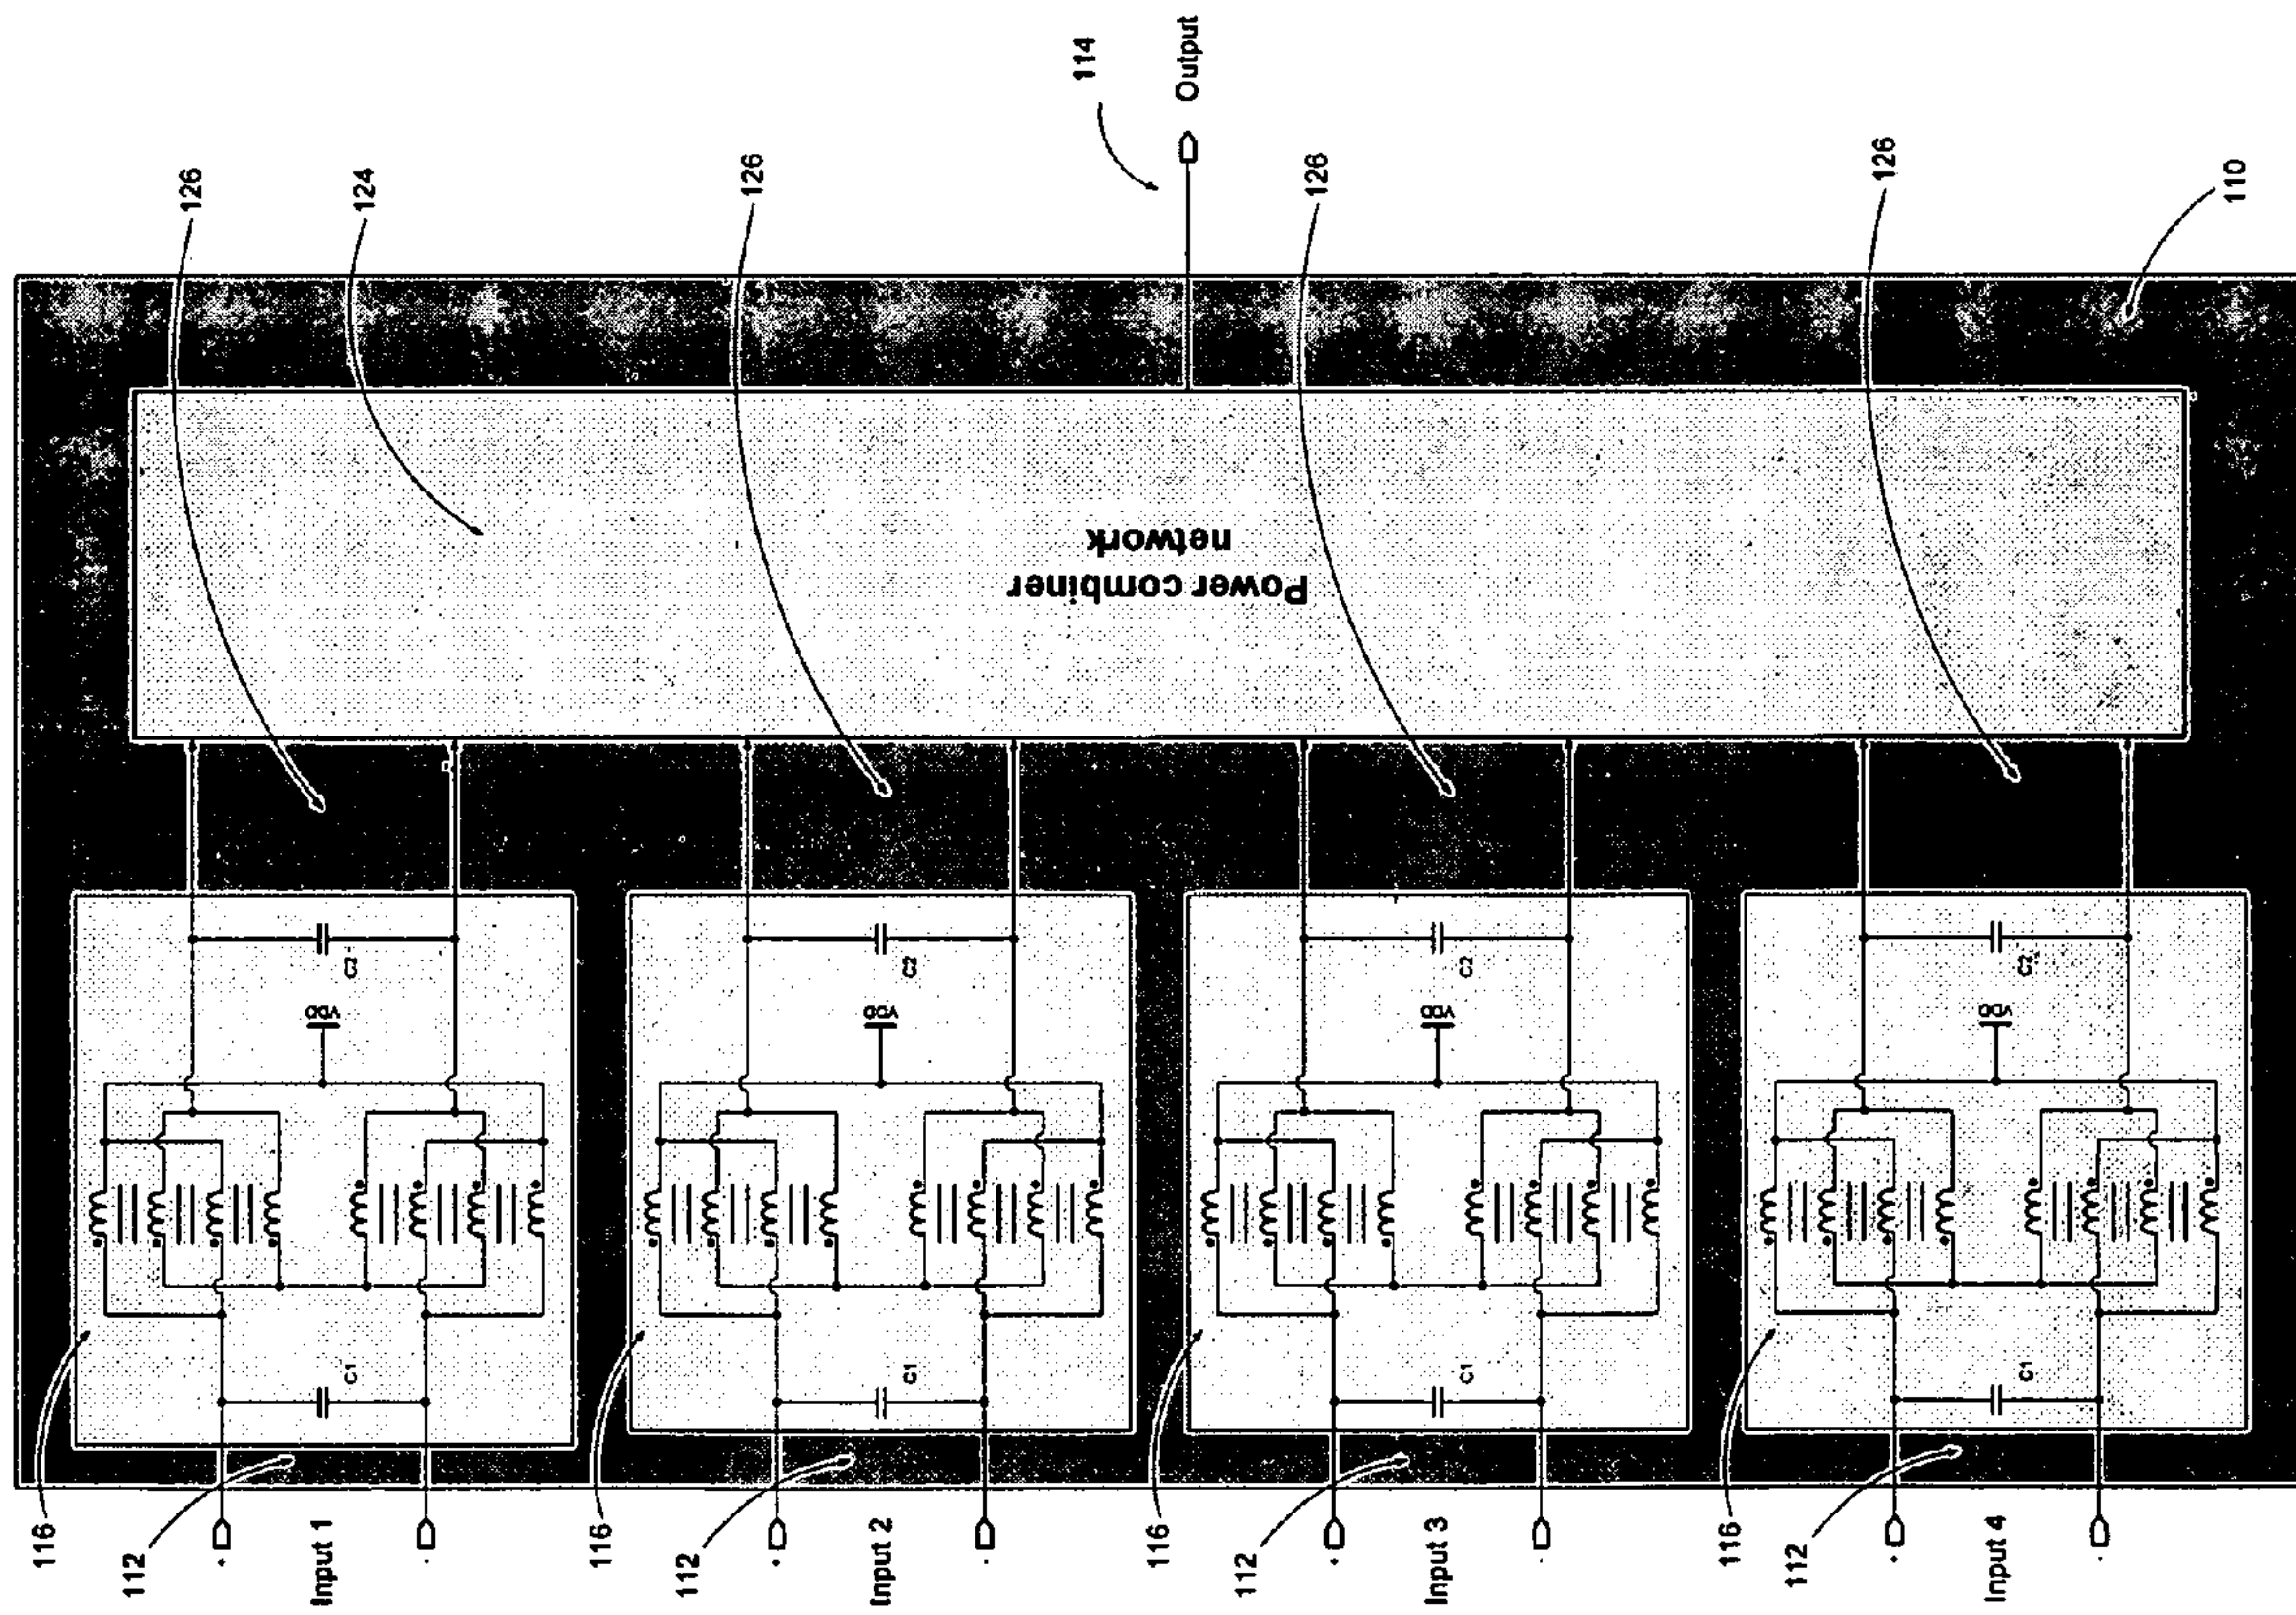 126
124
126
114
Output
126
126
110
Power combiner
network
C2
VDD
C1
C2
VDD
C1
C2
VDD
C1
C2
VDD
C1
116
112
+
Input 1
-
116
112
+
Input 2
-
116
112
+
Input 3
-
116
112
+
Input 4
-